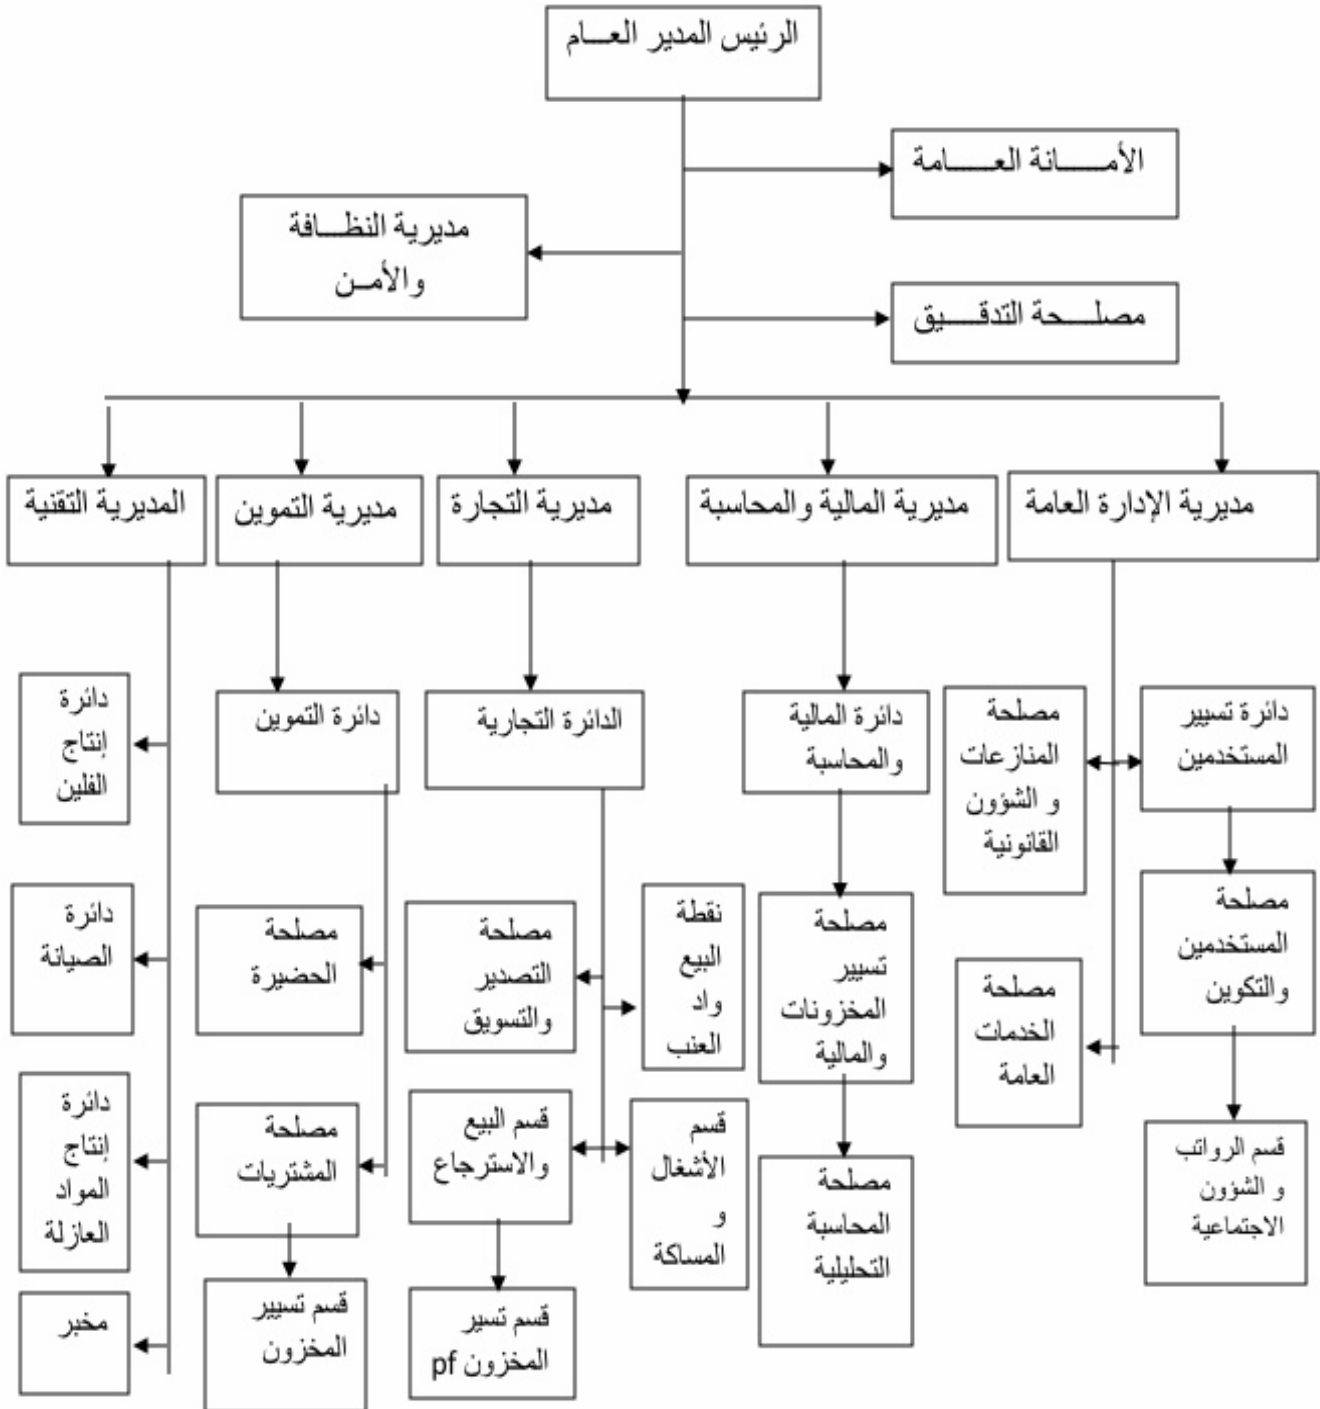 الرئيس المدير العـــام
الأمـــــانة العـــــامة
مديرية النظـــافة
والأمـن
مصلـــحة التدقـــيق
مديرية الإدارة العامة
مديرية المالية والمحاسبة
مديرية التجارة
مديرية التموين
المديرية التقنية
دائرة تسيير
المستخدمين
مصلحة
المنازعات
و الشؤون
القانونية
دائرة المالية
والمحاسبة
الدائرة التجارية
دائرة التموين
دائرة
إنتاج
الفلين
مصلحة
المستخدمين
والتكوين
مصلحة
الخدمات
العامة
مصلحة
تسيير
المخزونات
والمالية
نقطة
البيع
واد
العنب
مصلحة
التصدير
والتسويق
مصلحة
الحضيرة
دائرة
الصيانة
قسم الرواتب
و الشؤون
الاجتماعية
مصلحة
المحاسبة
التحليلية
قسم
الأشغال
و
المساكة
قسم البيع
والاسترجاع
مصلحة
المشتريات
دائرة
إنتاج
المواد
العازلة
قسم تسير
المخزون pf
قسم تسيير
المخزون
مخبر